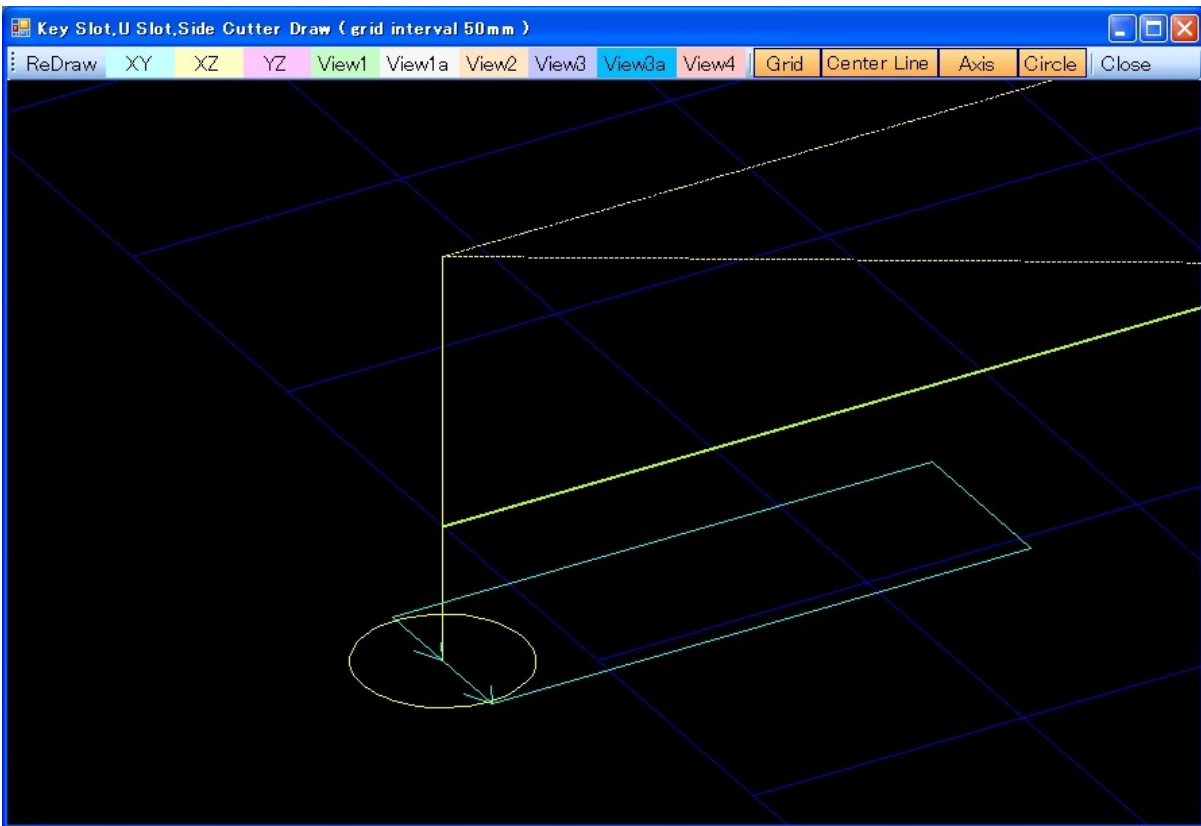 Key Slot,U Slot,Side Cutter Draw ( grid interval 50mm )
ReDraw XY XZ YZ View1 View1a View2 View3 View3a View4 Grid Center Line Axis Circle Close